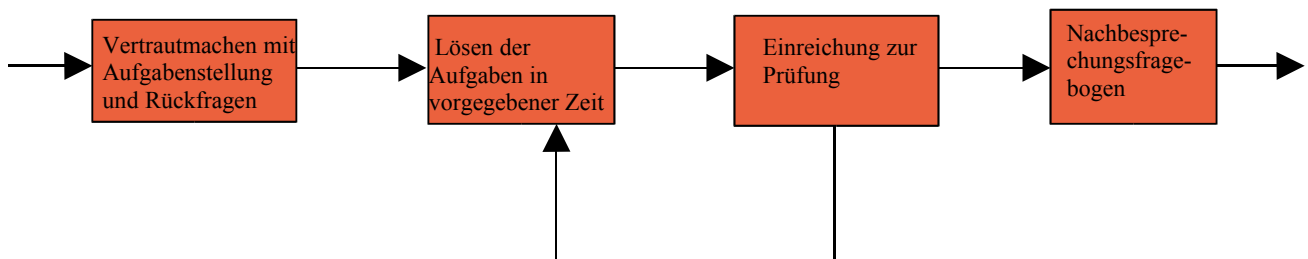 Vertrautmachen mit
Aufgabenstellung
und Rückfragen
Lösen der
Aufgaben in
vorgegebener Zeit
Einreichung zur
Prüfung
Nachbespre-
chungsfrage-
bogen